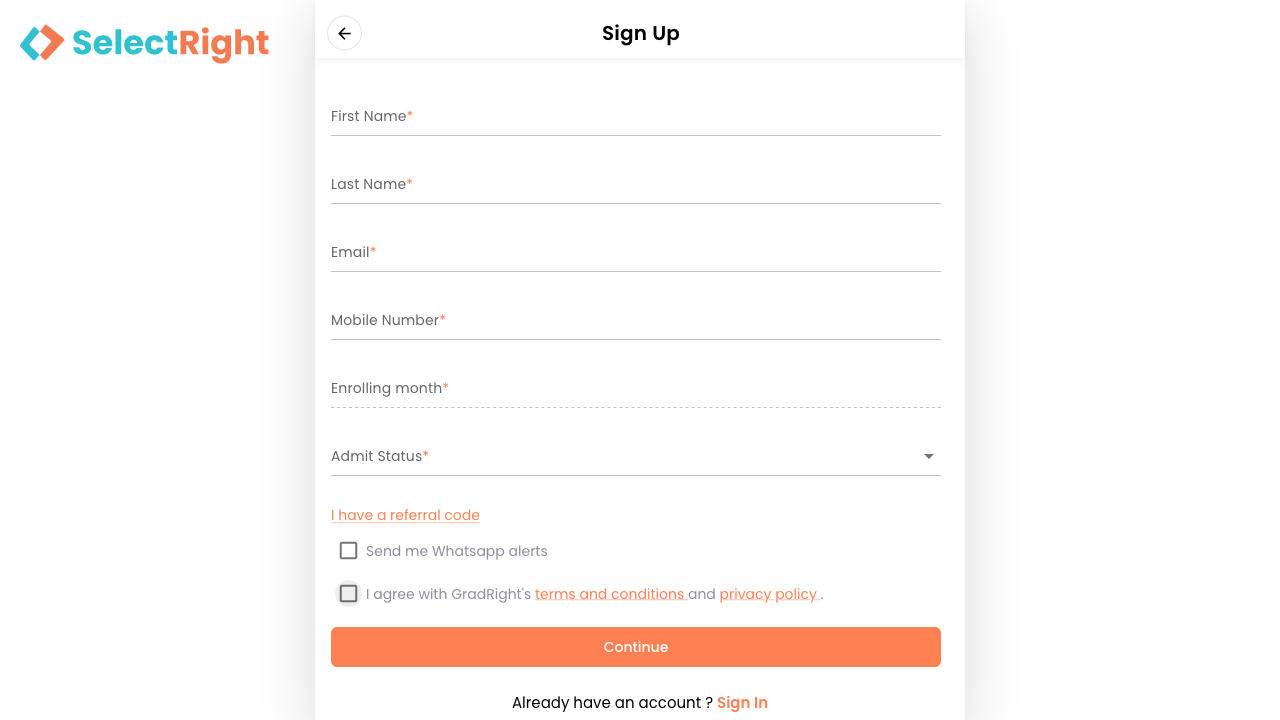 SelectRight
Sign Up
First Name*
Last Name*
Email*
Mobile Number*
Enrolling month*
Admit Status*
I have a referral code
Send me Whatsapp alerts
I agree with GradRight's terms and conditions and privacy policy .
Continue
Already have an account ? Sign In